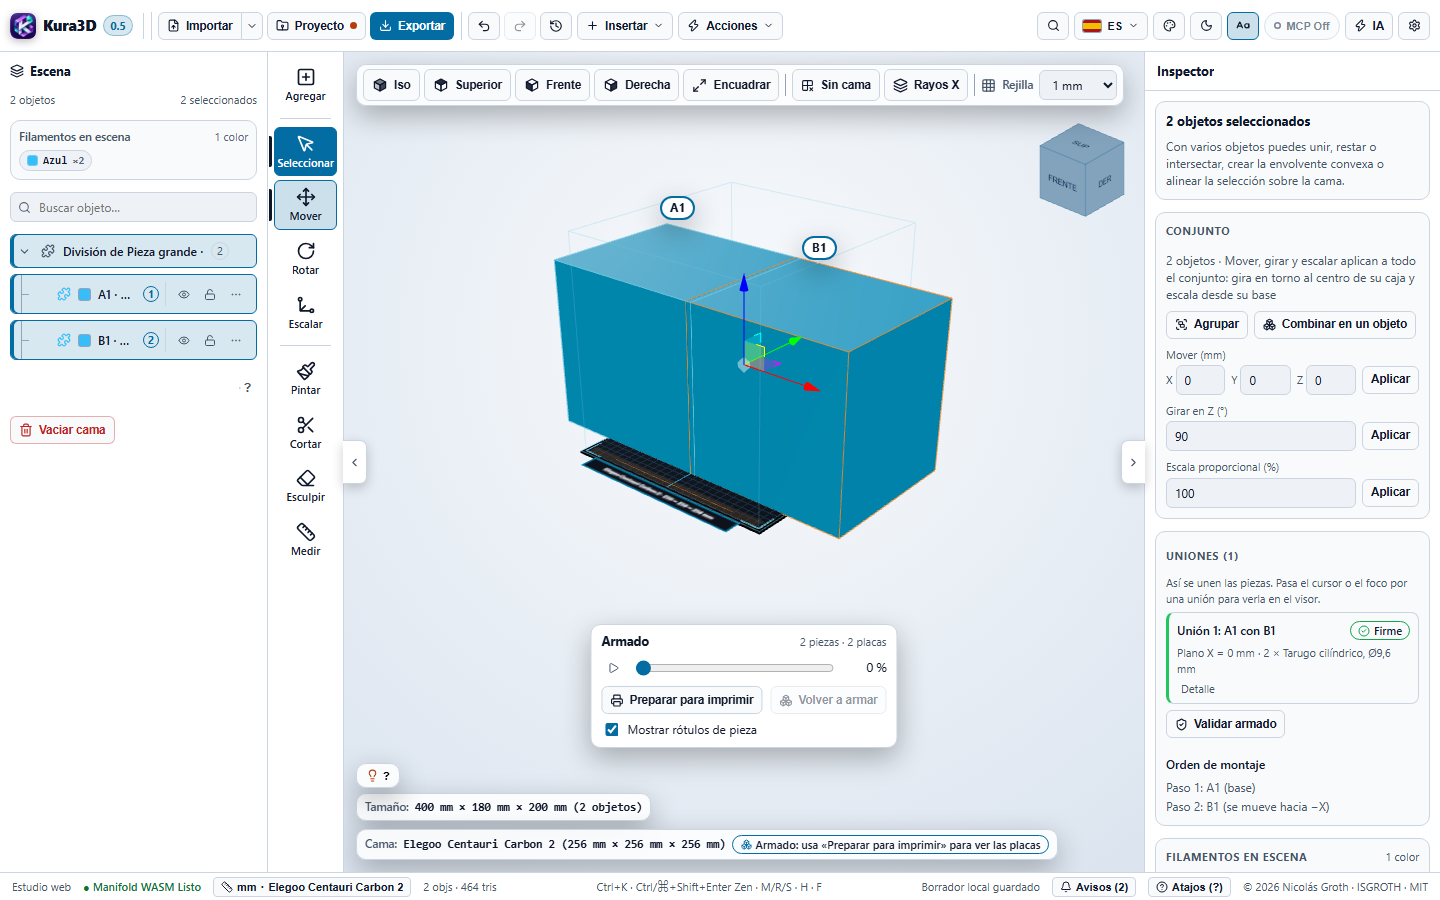 Kura3D 0.5 Importar Proyecto Exportar Insertar Acciones ES MCP Off IA
Escena
2 objetos 2 seleccionados
Filamentos en escena 1 color
Azul ×2
Buscar objeto...
División de Pieza grande · 2
A1 · ... 1
B1 · ... 2
· ?
Vaciar cama
Agregar
Seleccionar
Mover
Rotar
Escalar
Pintar
Cortar
Esculpir
Medir
Iso Superior Frente Derecha Encuadrar Sin cama Rayos X Rejilla 1 mm
SUP
FRENTE DER
A1
B1
Armado 2 piezas · 2 placas
0 %
Preparar para imprimir Volver a armar
Mostrar rótulos de pieza
?
Tamaño: 400 mm × 180 mm × 200 mm (2 objetos)
Cama: Elegoo Centauri Carbon 2 (256 mm × 256 mm × 256 mm) Armado: usa «Preparar para imprimir» para ver las placas
Inspector
2 objetos seleccionados
Con varios objetos puedes unir, restar o
intersectar, crear la envolvente convexa o
alinear la selección sobre la cama.
CONJUNTO
2 objetos · Mover, girar y escalar aplican a todo
el conjunto: gira en torno al centro de su caja y
escala desde su base
Agrupar Combinar en un objeto
Mover (mm)
X 0 Y 0 Z 0 Aplicar
Girar en Z (°)
90 Aplicar
Escala proporcional (%)
100 Aplicar
UNIONES (1)
Así se unen las piezas. Pasa el cursor o el foco por
una unión para verla en el visor.
Unión 1: A1 con B1 Firme
Plano X = 0 mm · 2 × Tarugo cilíndrico, Ø9,6
mm
Detalle
Validar armado
Orden de montaje
Paso 1: A1 (base)
Paso 2: B1 (se mueve hacia −X)
FILAMENTOS EN ESCENA 1 color
Estudio web Manifold WASM Listo mm · Elegoo Centauri Carbon 2 2 objs · 464 tris Ctrl+K · Ctrl/⌘+Shift+Enter Zen · M/R/S · H · F Borrador local guardado Avisos (2) Atajos (?) © 2026 Nicolás Groth · ISGROTH · MIT